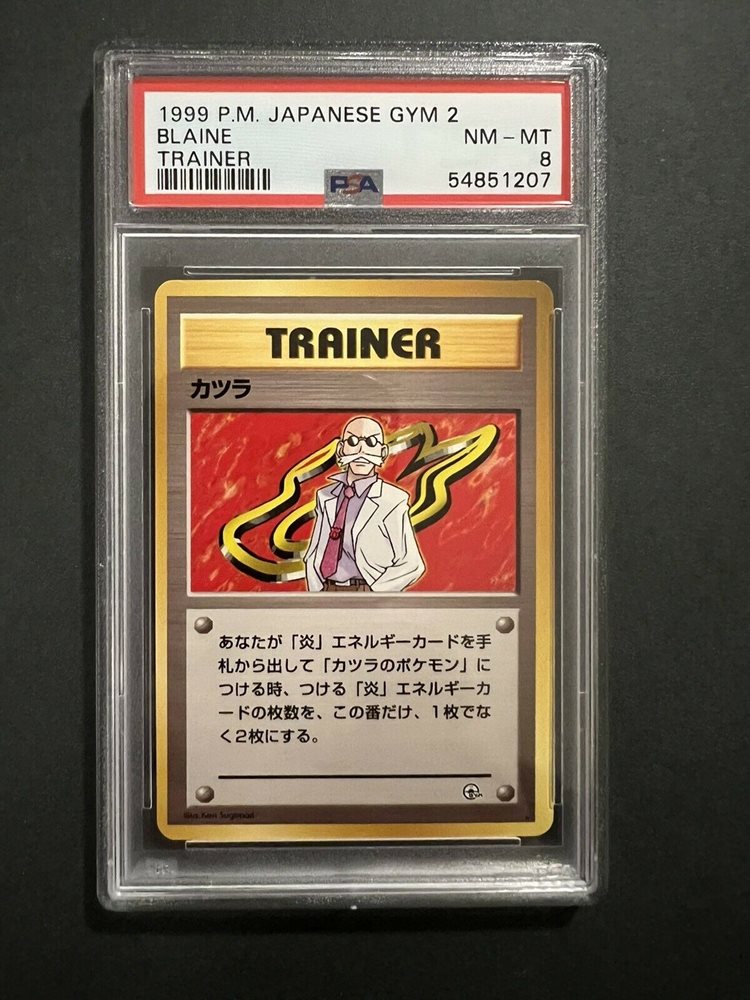 1999 P.M. JAPANESE GYM 2
BLAINE NM - MT
TRAINER 8
PSA 54851207
TRAINER
カツラ
あなたが「炎」エネルギーカードを手
札から出して「カツラのポケモン」に
つける時、つける「炎」エネルギーカ
ードの枚数を、この番だけ、1枚でな
く2枚にする。
GYM
Illus. Ken Sugimori